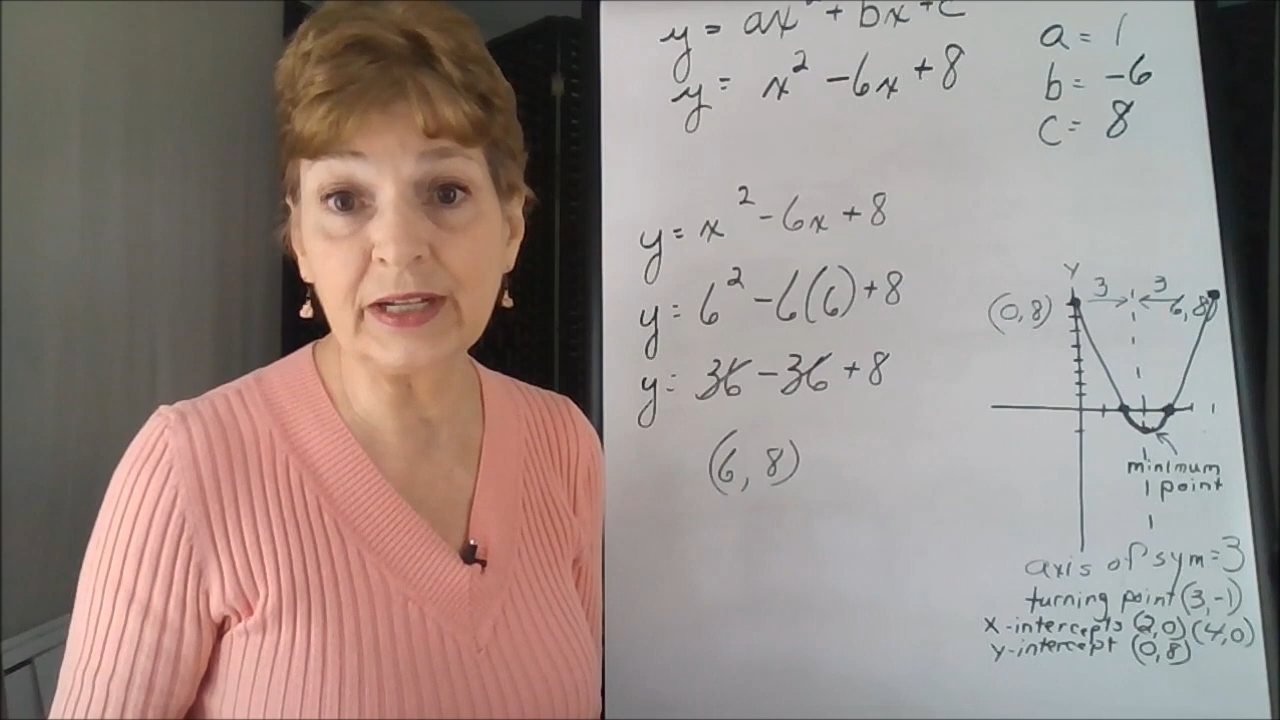 y = ax² + bx + c
y = x² - 6x + 8
a = 1
b = -6
c = 8
y = x² - 6x + 8
y = 6² - 6(6) + 8
y = 36 - 36 + 8
(6, 8)
Y
3 3
(0,8) 6,8)
minimum
point
axis of sym = 3
turning point (3,-1)
x-intercepts (2,0) (4,0)
y-intercept (0,8)